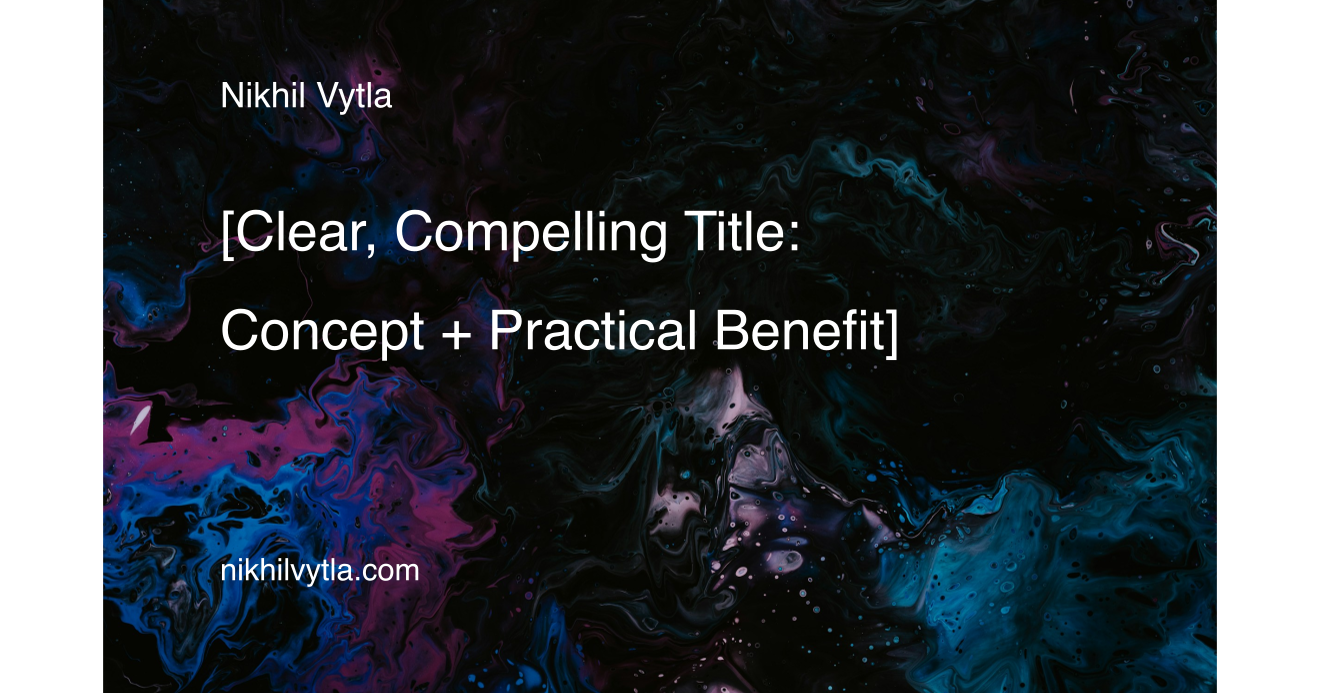 Nikhil Vytla
[Clear, Compelling Title:
Concept + Practical Benefit]
nikhilvytla.com